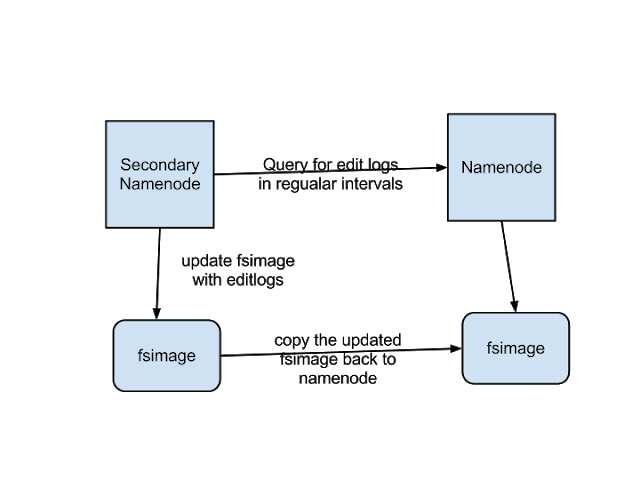 Secondary
Namenode
Query for edit logs
in regualar intervals
Namenode
update fsimage
with editlogs
fsimage
copy the updated
fsimage back to
namenode
fsimage